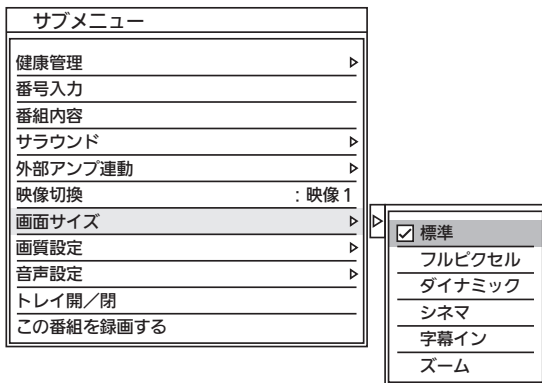 サブメニュー
健康管理
番号入力
番組内容
サラウンド
外部アンプ連動
映像切換 : 映像1
画面サイズ
画質設定
音声設定
トレイ開／閉
この番組を録画する
標準
フルピクセル
ダイナミック
シネマ
字幕イン
ズーム